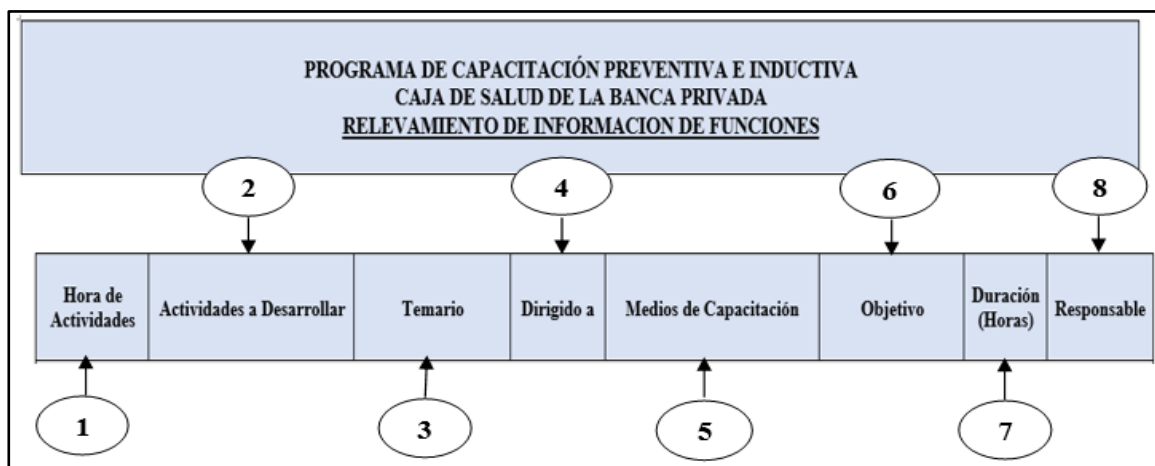 PROGRAMA DE CAPACITACIÓN PREVENTIVA E INDUCTIVA
CAJA DE SALUD DE LA BANCA PRIVADA
RELEVAMIENTO DE INFORMACION DE FUNCIONES
2
4
6
8
Hora de
Actividades
Actividades a Desarrollar
Temario
Dirigido a
Medios de Capacitación
Objetivo
Duración
(Horas)
Responsable
1
3
5
7